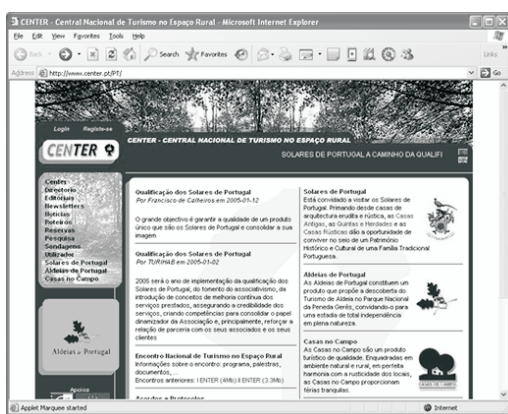 CENTER - Central Nacional de Turismo no Espaço Rural - Microsoft Internet Explorer
File Edit View Favorites Tools Help
Back Search Favorites Links
Address http://www.center.pt/PT/ Go
Login Registe-se
CENTER
CENTER - CENTRAL NACIONAL DE TURISMO NO ESPAÇO RURAL
SOLARES DE PORTUGAL A CAMINHO DA QUALIFI
Center
Directorio
Editoriais
Newsletters
Noticias
Roteiros
Reservas
Pesquisa
Sondagens
Utilizador
Solares de Portugal
Aldeias de Portugal
Casas no Campo
Aldeias de Portugal
Apoios
Qualificação dos Solares de Portugal
Por Francisco de Calheiros em 2005-01-12
O grande objectivo é garantir a qualidade de um produto
único que são os Solares de Portugal e consolidar a sua
imagem.
Qualificação dos Solares de Portugal
Por TURIHAB em 2005-01-02
2005 será o ano de implementação da qualificação dos
Solares de Portugal, do fomento do associativismo, da
introdução de conceitos de melhoria continua dos
serviços prestados, assegurando a credibilidade dos
serviços, criando competências para consolidar o papel
dinamizador da Associação e, principalmente, reforçar a
relação de parceria com os seus associados e os seus
clientes
Encontro Nacional de Turismo no Espaço Rural
Informações sobre o encontro: programa, palestras,
documentos, ...
Encontros anteriores: I ENTER (4Mb) II ENTER (3.3Mb)
Acordos e Protocolos
Solares de Portugal
Está convidado a visitar os Solares de
Portugal. Primando desde casas de
arquitectura erudita e rústica, as Casas
Antigas, as Quintas e Herdades e as
Casas Rústicas dão a oportunidade de
conviver no seio de um Património
Histórico e Cultural de uma Família Tradicional
Portuguesa.
Aldeias de Portugal
As Aldeias de Portugal constituem um
produto que propõe a descoberta do
Turismo de Aldeia no Parque Nacional
da Peneda Gerês, convidando-o para
uma estadia de total independência
em plena natureza.
Casas no Campo
As Casas no Campo são um produto
turístico de qualidade. Enquadradas em
ambiente natural e rural, em perfeita
harmonia com a rusticidade dos locais,
as Casas no Campo proporcionam
férias tranquilas.
CASAS NO CAMPO
Applet Marquee started Internet